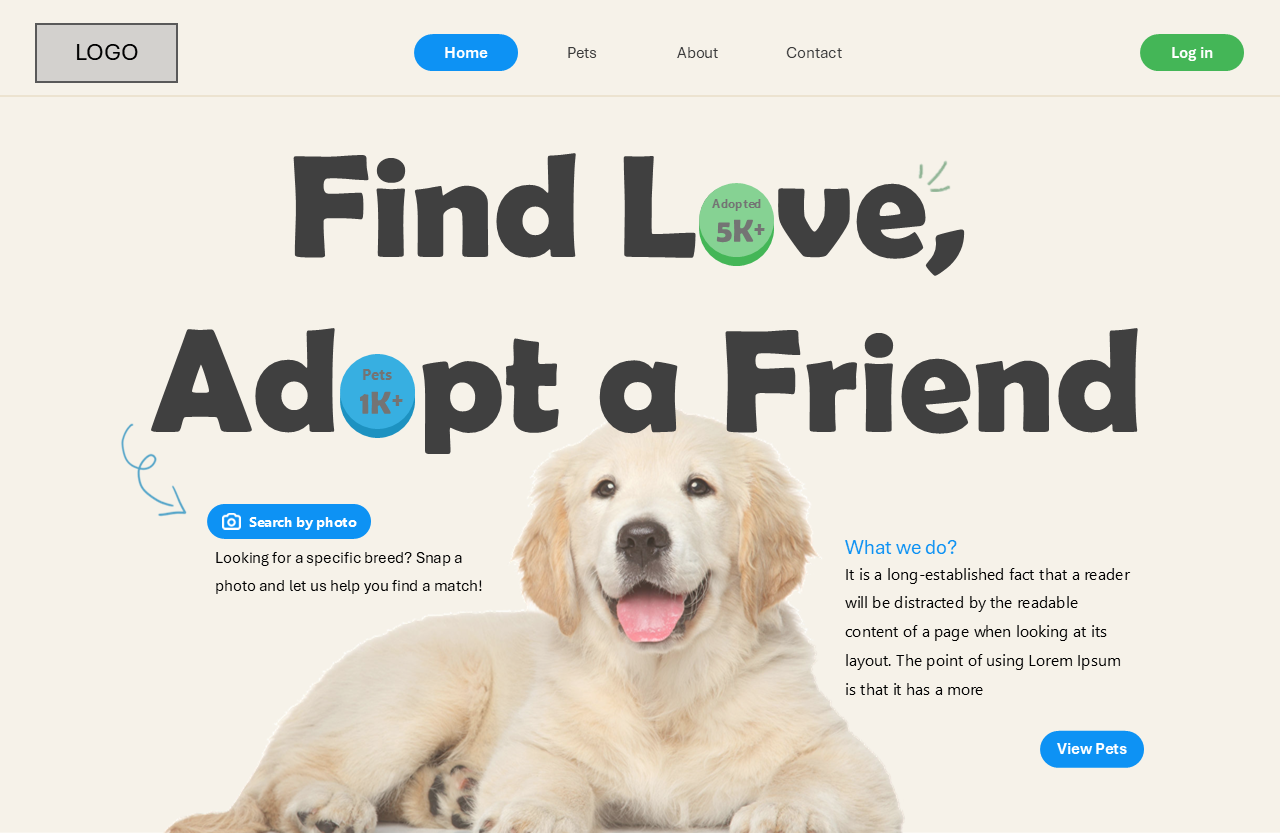 LOGO
Home Pets About Contact
Log in
Find Love,
Adopted
5K+
Adopt a Friend
Pets
1K+
Search by photo
Looking for a specific breed? Snap a
photo and let us help you find a match!
What we do?
It is a long-established fact that a reader
will be distracted by the readable
content of a page when looking at its
layout. The point of using Lorem Ipsum
is that it has a more
View Pets